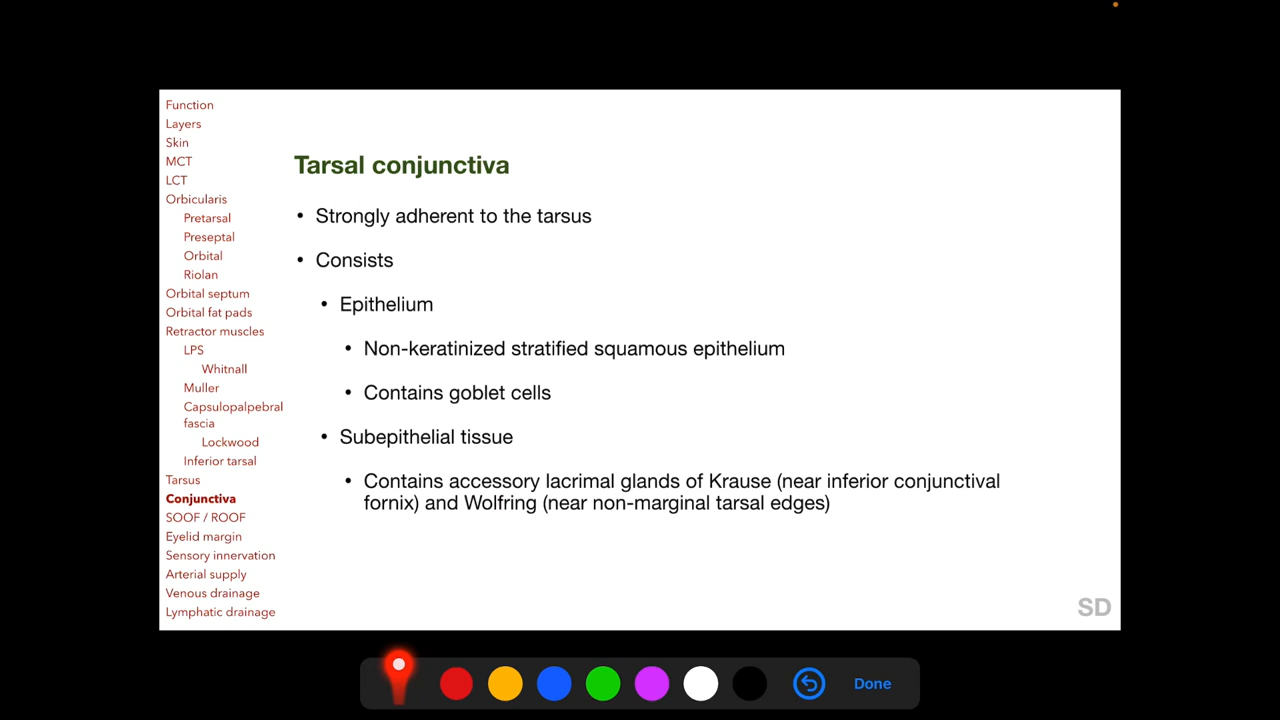 Function
Layers
Skin
MCT
LCT
Orbicularis
Pretarsal
Preseptal
Orbital
Riolan
Orbital septum
Orbital fat pads
Retractor muscles
LPS
Whitnall
Muller
Capsulopalpebral
fascia
Lockwood
Inferior tarsal
Tarsus
Conjunctiva
SOOF / ROOF
Eyelid margin
Sensory innervation
Arterial supply
Venous drainage
Lymphatic drainage
Tarsal conjunctiva
• Strongly adherent to the tarsus
• Consists
• Epithelium
• Non-keratinized stratified squamous epithelium
• Contains goblet cells
• Subepithelial tissue
• Contains accessory lacrimal glands of Krause (near inferior conjunctival
fornix) and Wolfring (near non-marginal tarsal edges)
SD
Done